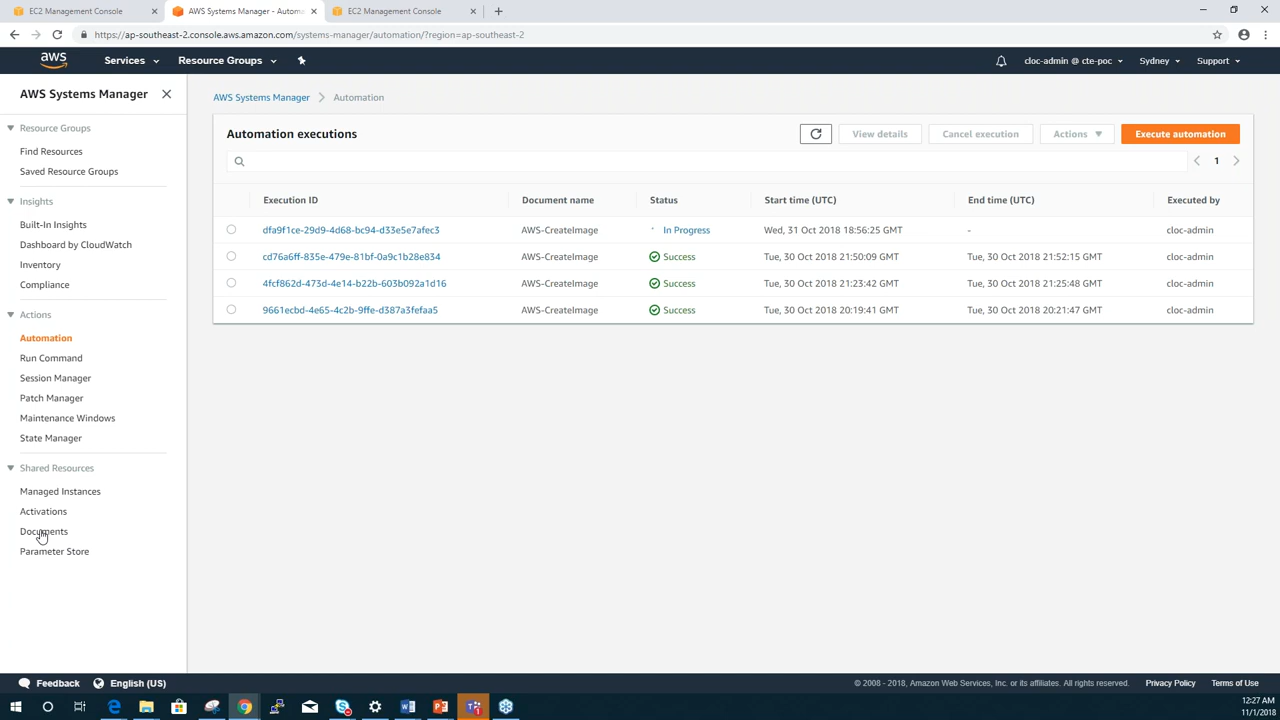 EC2 Management Console
AWS Systems Manager - Automa
EC2 Management Console
https://ap-southeast-2.console.aws.amazon.com/systems-manager/automation/?region=ap-southeast-2
aws
Services
Resource Groups
cloc-admin @ cte-poc
Sydney
Support
AWS Systems Manager
Resource Groups
Find Resources
Saved Resource Groups
Insights
Built-In Insights
Dashboard by CloudWatch
Inventory
Compliance
Actions
Automation
Run Command
Session Manager
Patch Manager
Maintenance Windows
State Manager
Shared Resources
Managed Instances
Activations
Documents
Parameter Store
AWS Systems Manager > Automation
Automation executions
View details
Cancel execution
Actions
Execute automation
1
Execution ID Document name Status Start time (UTC) End time (UTC) Executed by
dfa9f1ce-29d9-4d68-bc94-d33e5e7afec3 AWS-CreateImage In Progress Wed, 31 Oct 2018 18:56:25 GMT - cloc-admin
cd76a6ff-835e-479e-81bf-0a9c1b28e834 AWS-CreateImage Success Tue, 30 Oct 2018 21:50:09 GMT Tue, 30 Oct 2018 21:52:15 GMT cloc-admin
4fcf862d-473d-4e14-b22b-603b092a1d16 AWS-CreateImage Success Tue, 30 Oct 2018 21:23:42 GMT Tue, 30 Oct 2018 21:25:48 GMT cloc-admin
9661ecbd-4e65-4c2b-9ffe-d387a3fefaa5 AWS-CreateImage Success Tue, 30 Oct 2018 20:19:41 GMT Tue, 30 Oct 2018 20:21:47 GMT cloc-admin
Feedback
English (US)
© 2008 - 2018, Amazon Web Services, Inc. or its affiliates. All rights reserved.
Privacy Policy
Terms of Use
12:27 AM
11/1/2018